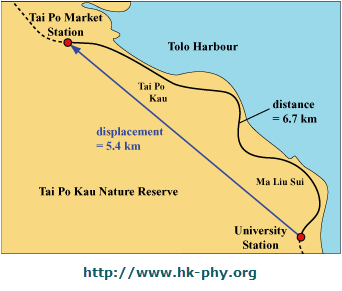 Tai Po Market
Station
Tolo Harbour
Tai Po
Kau
distance
= 6.7 km
displacement
= 5.4 km
Ma Liu Sui
Tai Po Kau Nature Reserve
University
Station
http://www.hk-phy.org